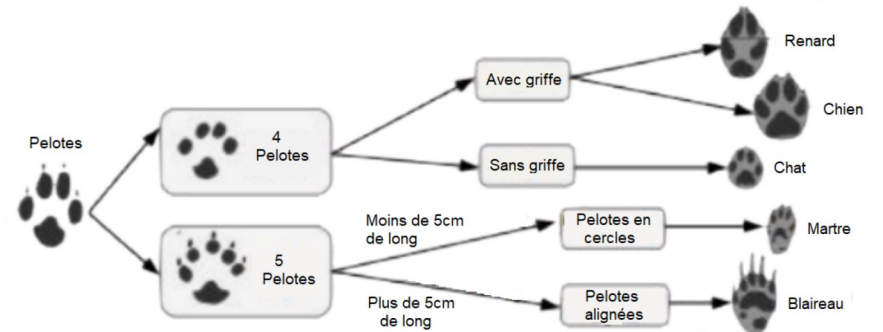 Pelotes
4
Pelotes
5
Pelotes
Avec griffe
Sans griffe
Moins de 5cm
de long
Plus de 5cm
de long
Pelotes en
cercles
Pelotes
alignées
Renard
Chien
Chat
Martre
Blaireau